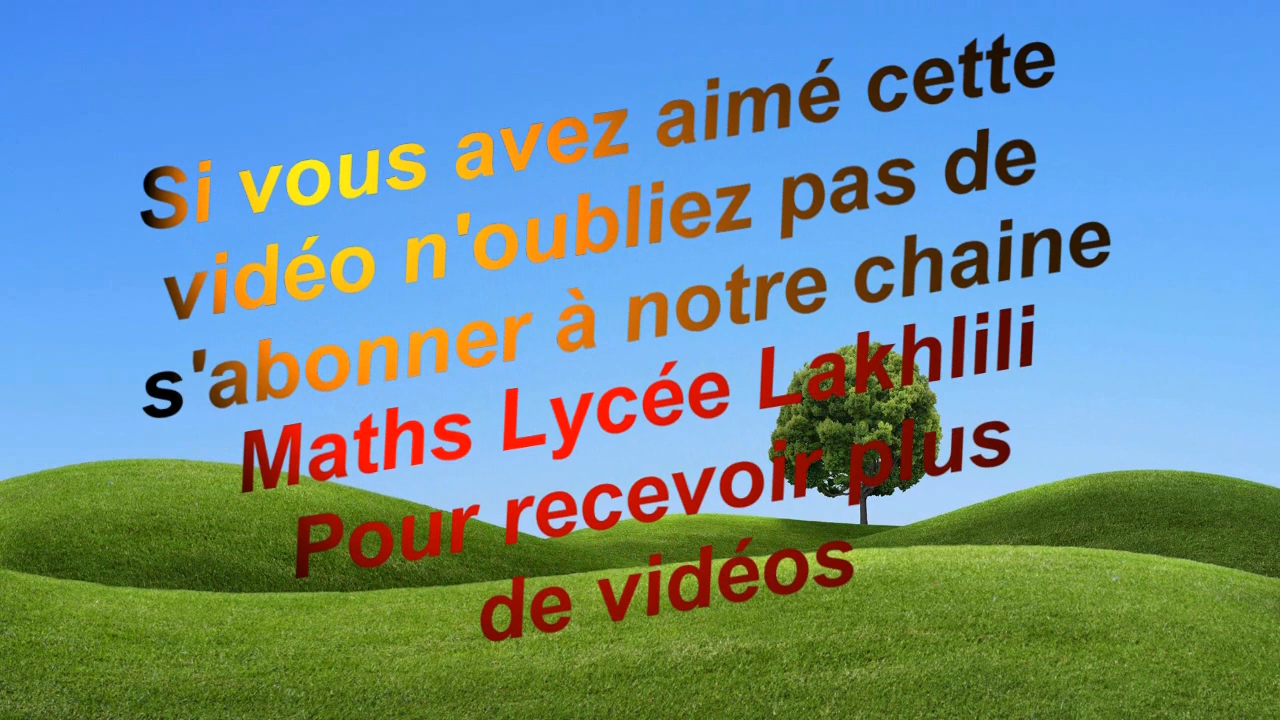 Si vous avez aimé cette
vidéo n'oubliez pas de
s'abonner à notre chaine
Maths Lycée Lakhlili
Pour recevoir plus
de vidéos